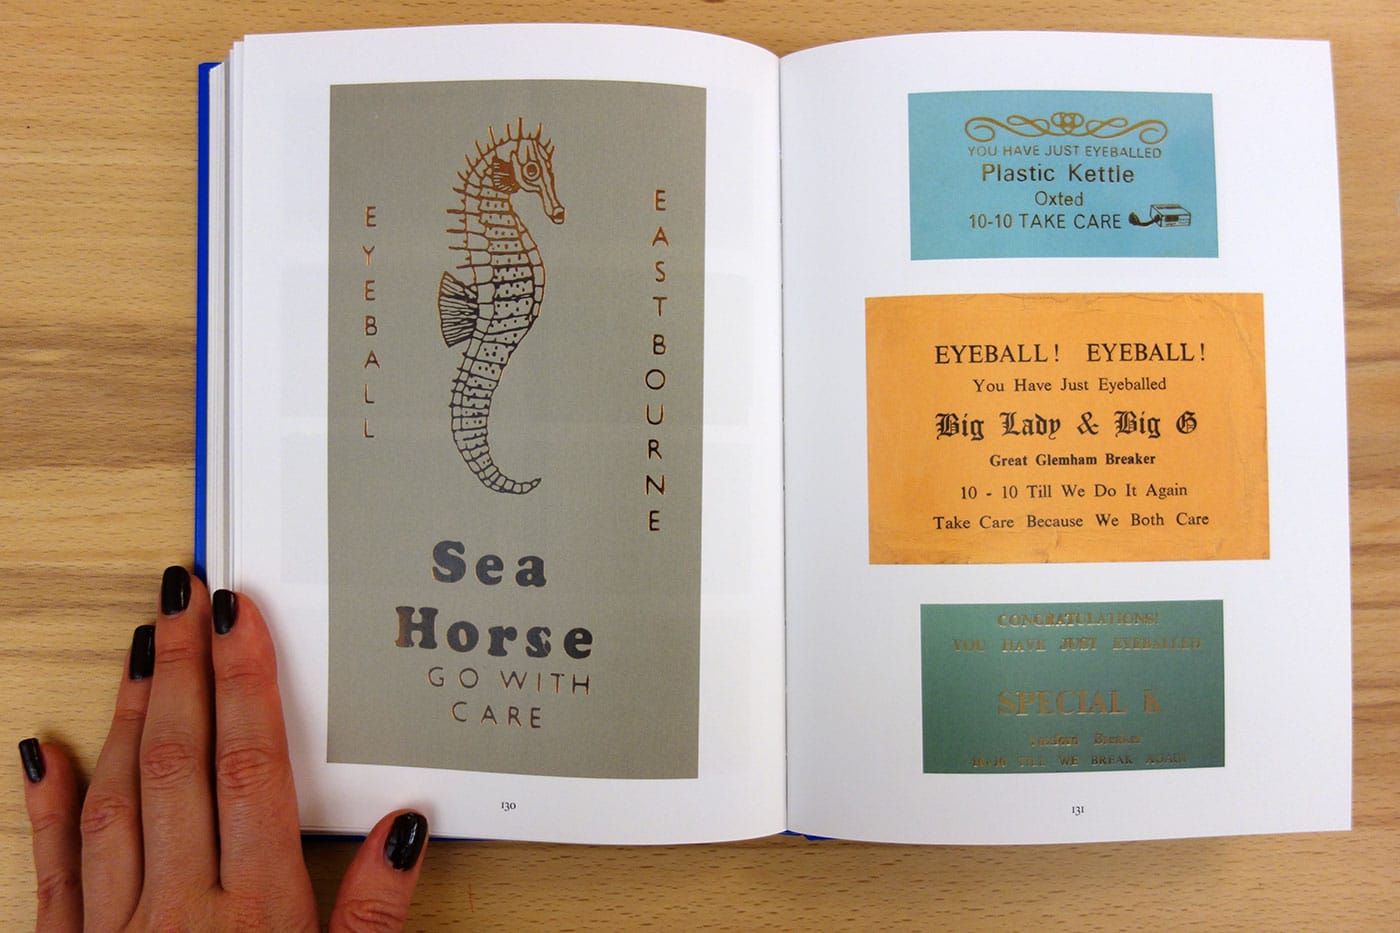 EYEBALL
EASTBOURNE
Sea
Horse
GO WITH
CARE
130
YOU HAVE JUST EYEBALLED
Plastic Kettle
Oxted
10-10 TAKE CARE
EYEBALL! EYEBALL!
You Have Just Eyeballed
Big Lady & Big G
Great Glemham Breaker
10 - 10 Till We Do It Again
Take Care Because We Both Care
CONGRATULATIONS!
YOU HAVE JUST EYEBALLED
SPECIAL K
Breaker
10-10 TILL WE BREAK AGAIN
131